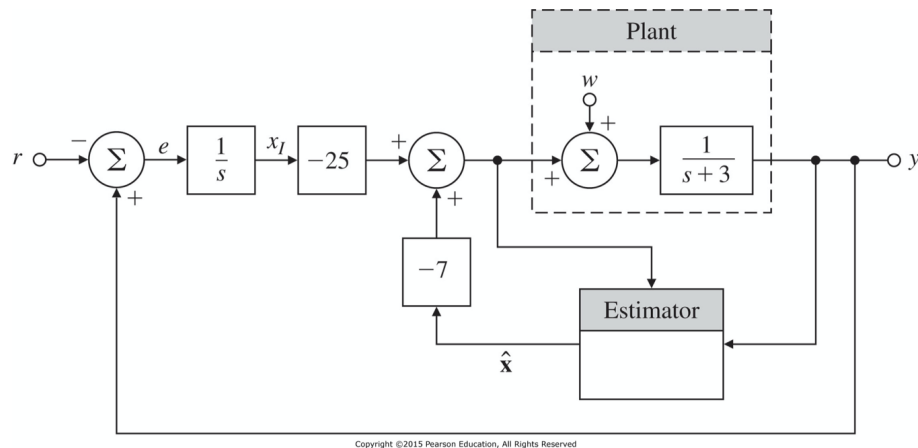 Plant
w
+
r
−
Σ
e
1
s
x_I
−25
+
Σ
+
Σ
1
s + 3
y
+
+
−7
Estimator
x̂
Copyright ©2015 Pearson Education, All Rights Reserved